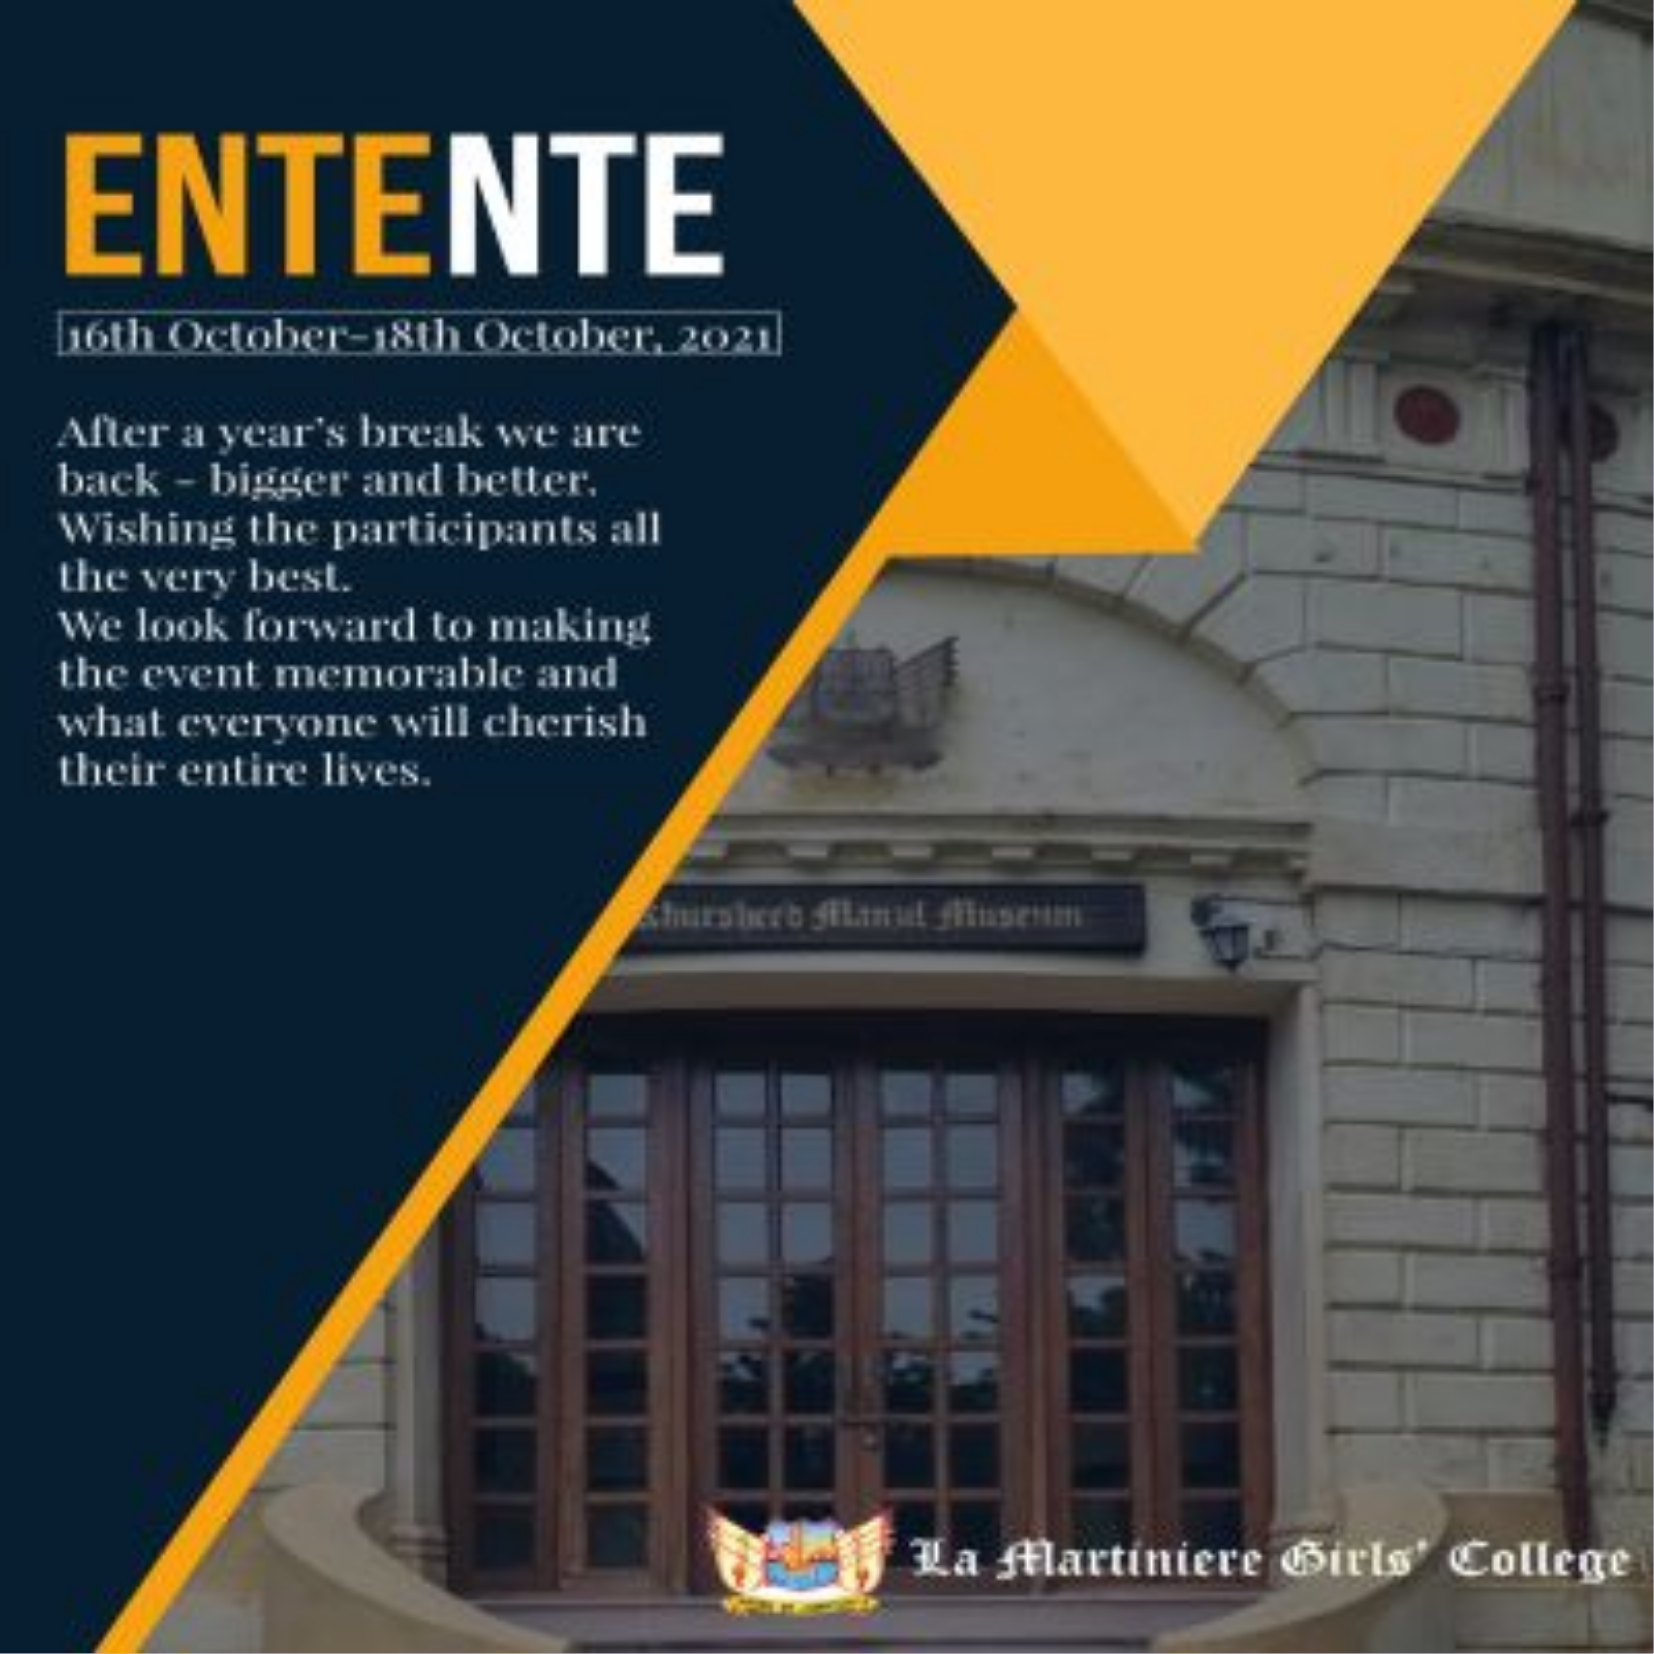 ENTENTE
16th October-18th October, 2021
After a year's break we are
back - bigger and better.
Wishing the participants all
the very best.
We look forward to making
the event memorable and
what everyone will cherish
their entire lives.
Khursheed Manzil Museum
La Martiniere Girls' College